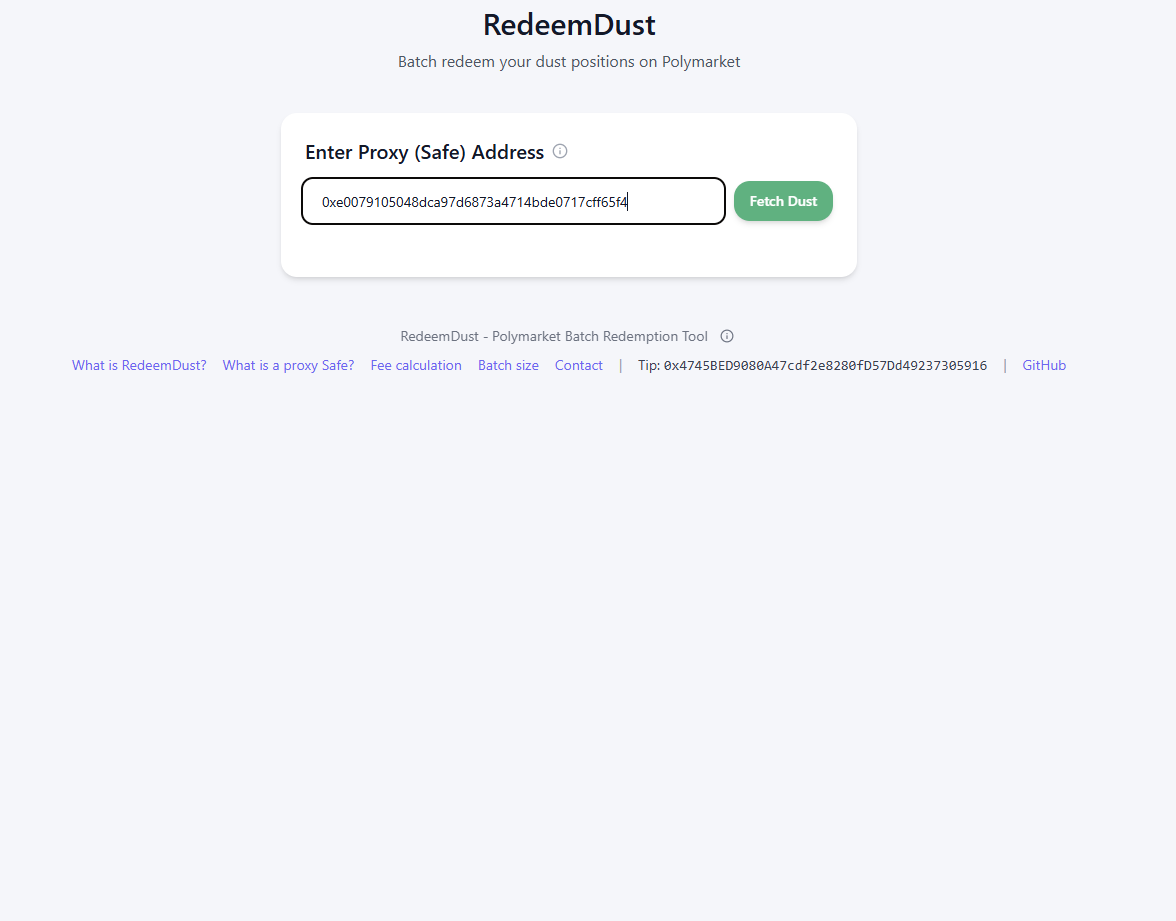 RedeemDust
Batch redeem your dust positions on Polymarket
Enter Proxy (Safe) Address
0xe0079105048dca97d6873a4714bde0717cff65f4
Fetch Dust
RedeemDust - Polymarket Batch Redemption Tool
What is RedeemDust? What is a proxy Safe? Fee calculation Batch size Contact | Tip: 0x4745BED9080A47cdf2e8280fD57Dd49237305916 | GitHub